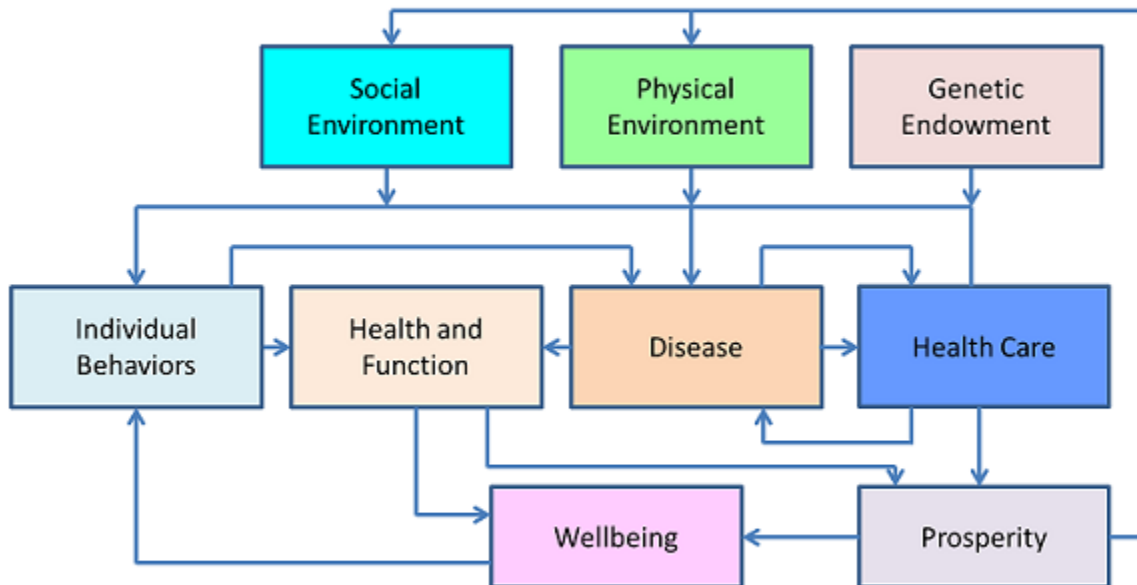 Social
Environment
Physical
Environment
Genetic
Endowment
Individual
Behaviors
Health and
Function
Disease
Health Care
Wellbeing
Prosperity